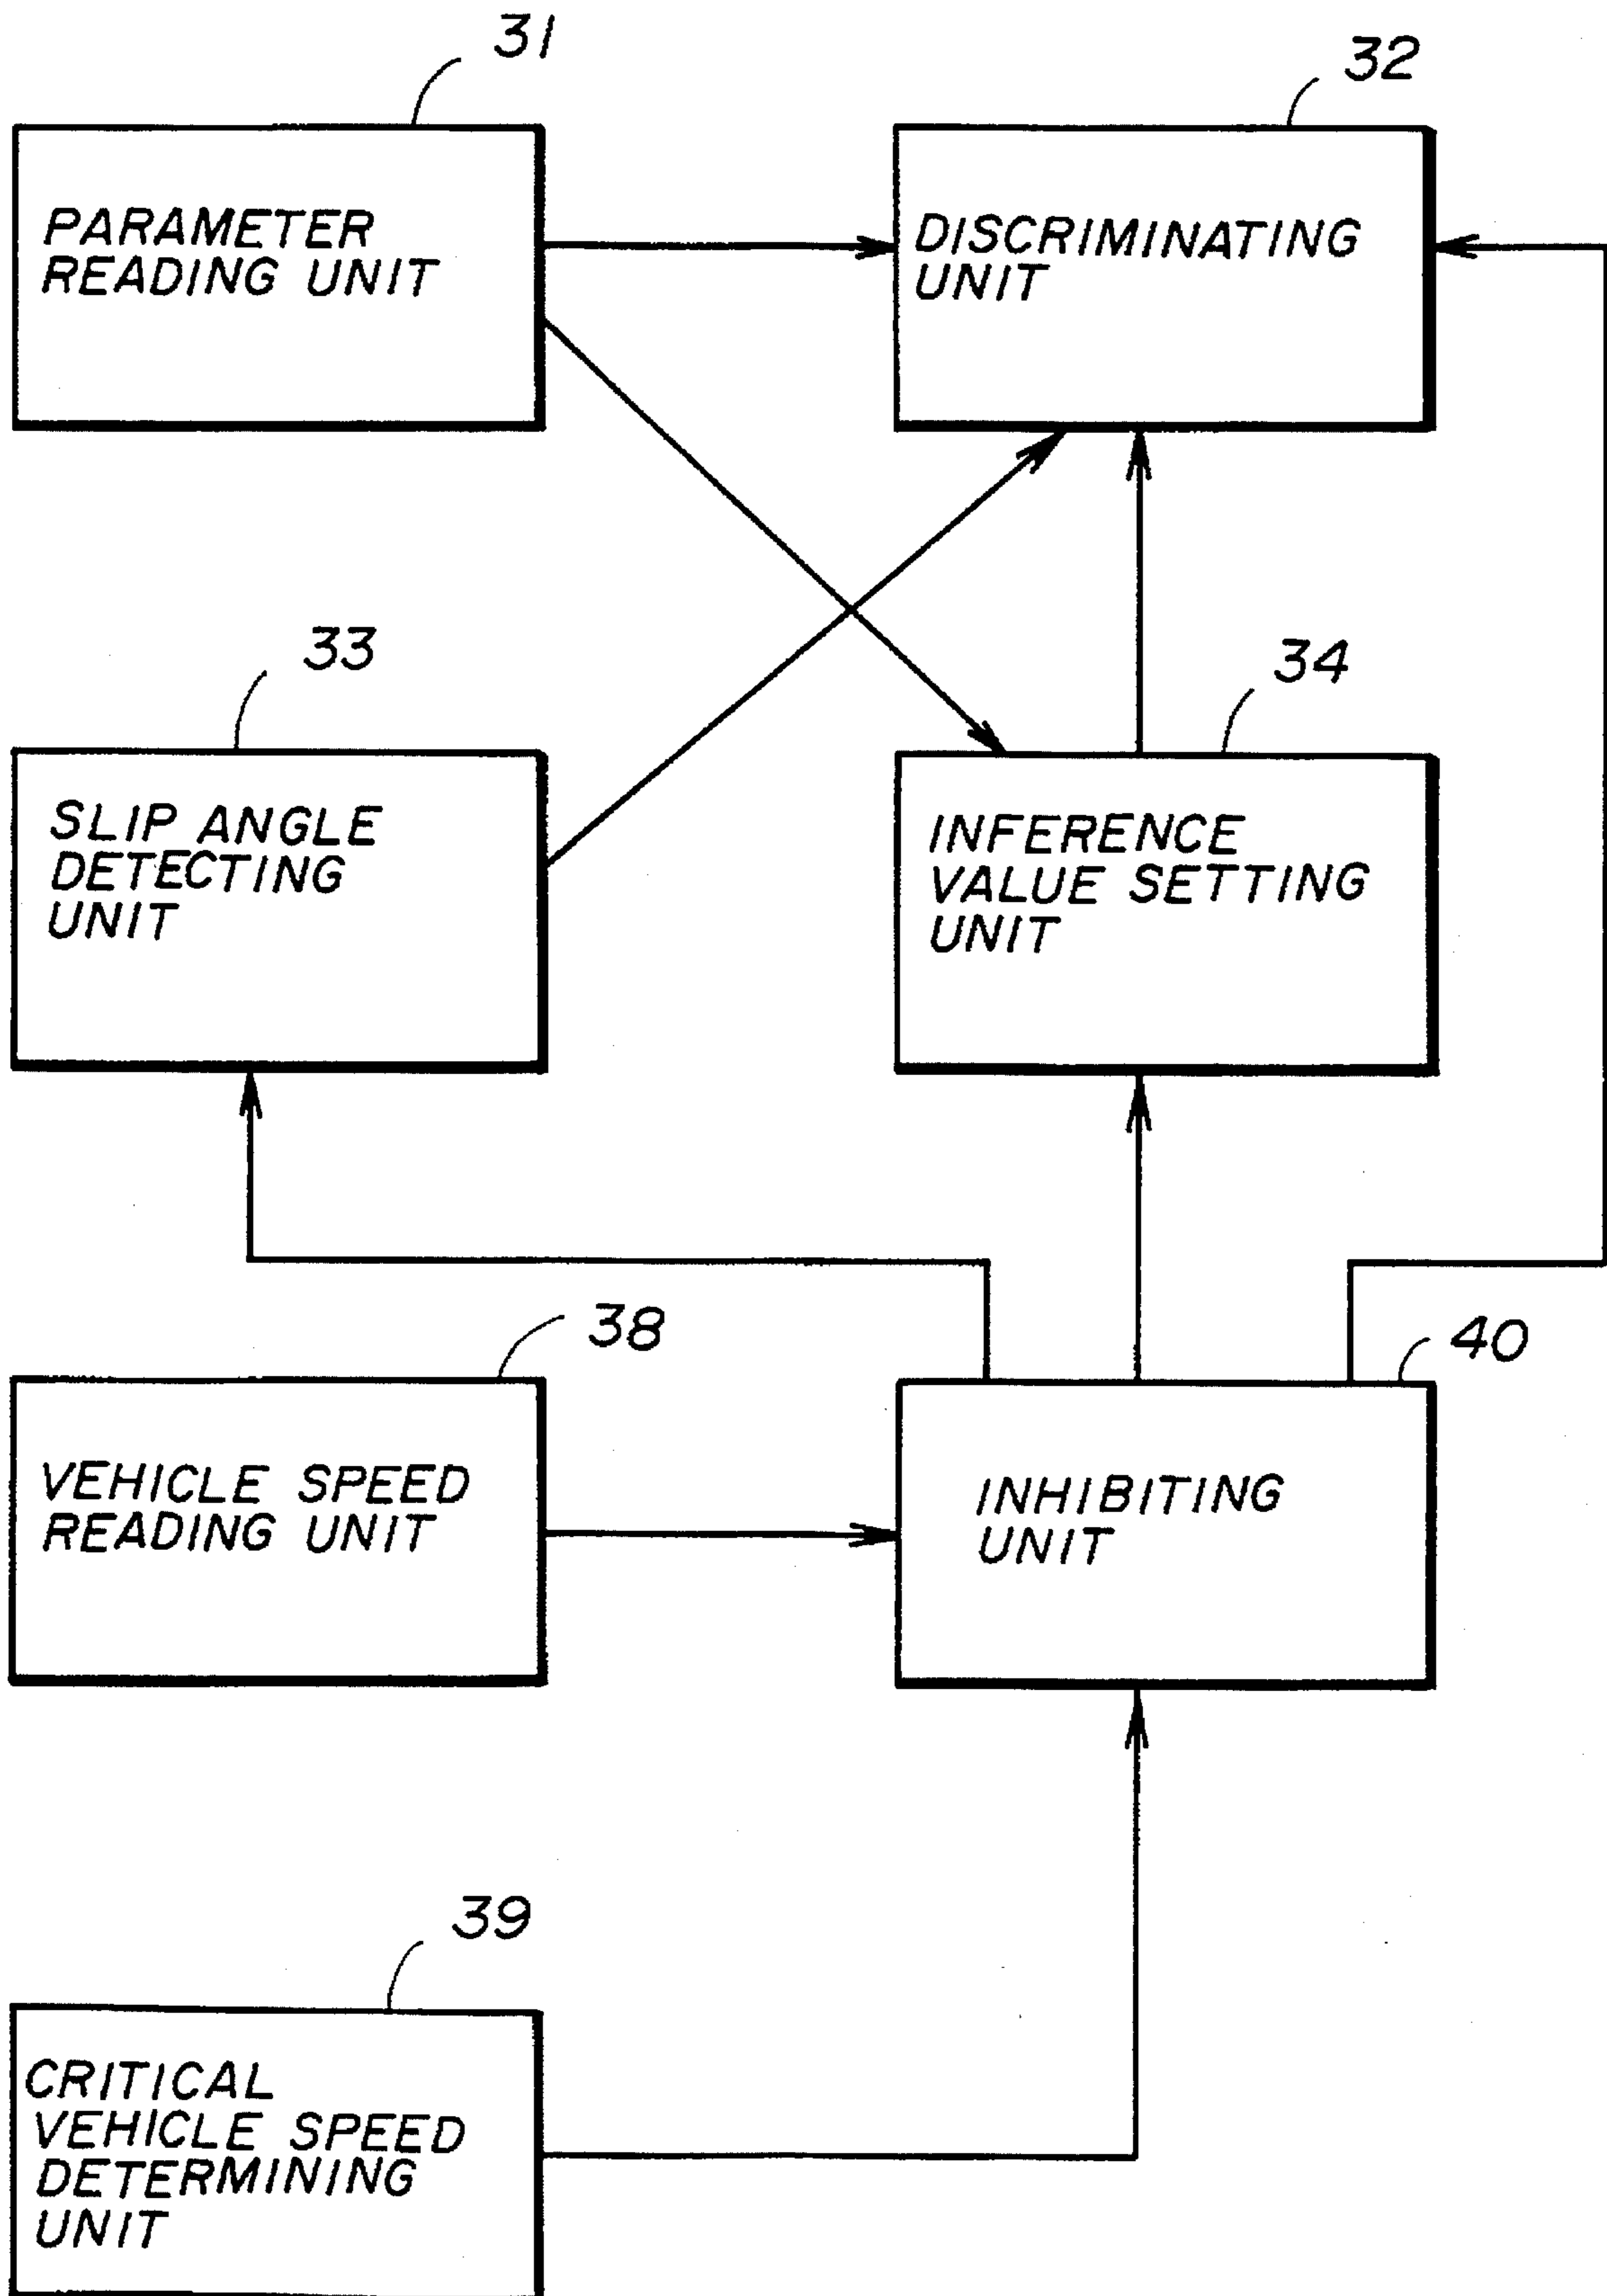 31
32
PARAMETER
READING UNIT
DISCRIMINATING
UNIT
33
34
SLIP ANGLE
DETECTING
UNIT
INFERENCE
VALUE SETTING
UNIT
38
40
VEHICLE SPEED
READING UNIT
INHIBITING
UNIT
39
CRITICAL
VEHICLE SPEED
DETERMINING
UNIT